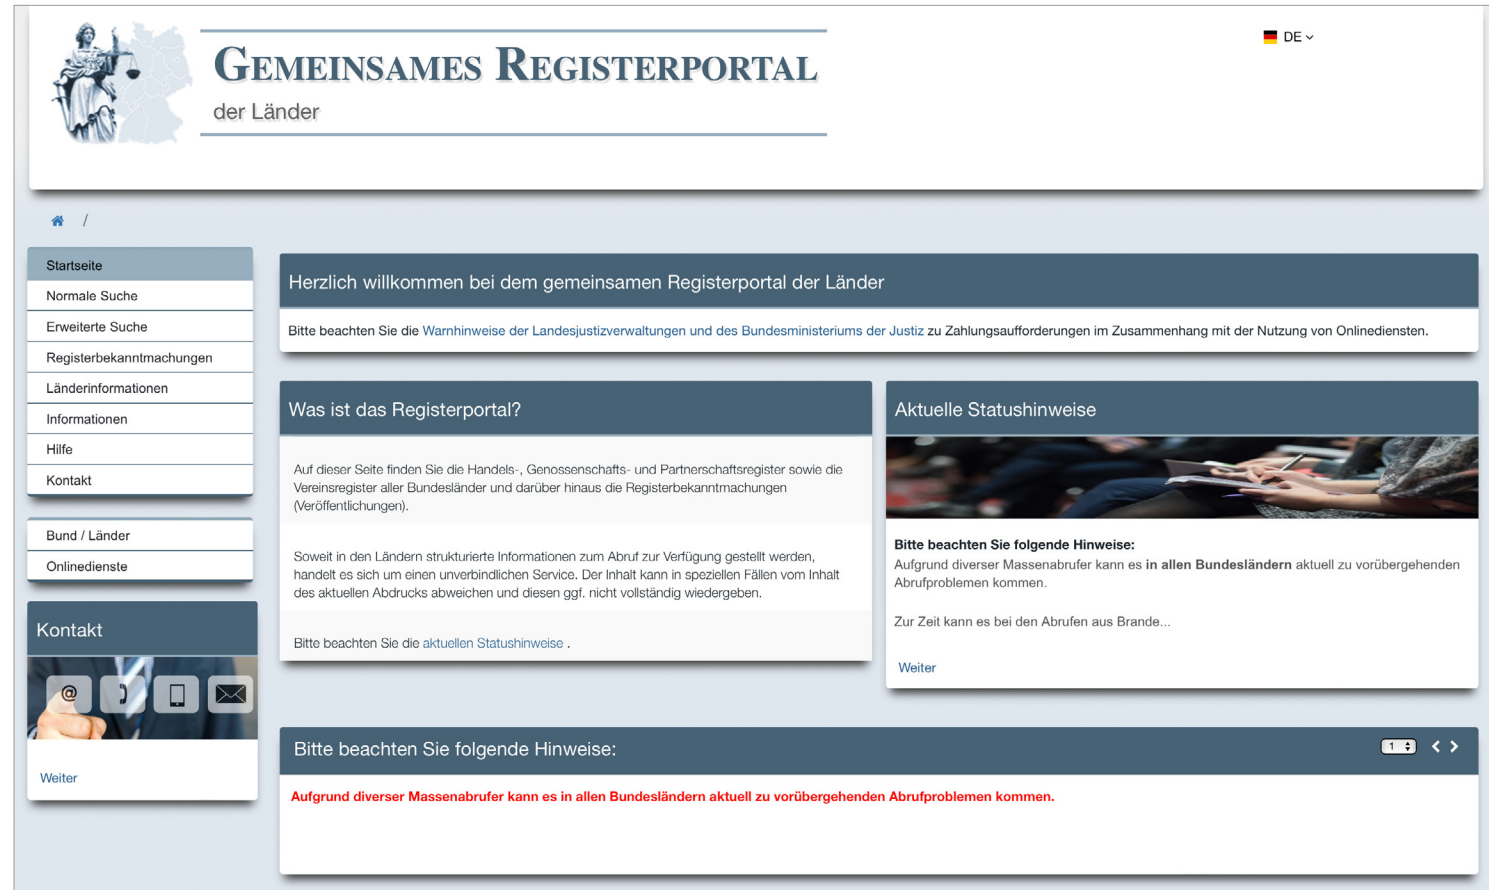 GEMEINSAMES REGISTERPORTAL
der Länder
DE
/
Startseite
Normale Suche
Erweiterte Suche
Registerbekanntmachungen
Länderinformationen
Informationen
Hilfe
Kontakt
Bund / Länder
Onlinedienste
Kontakt
@
Weiter
Herzlich willkommen bei dem gemeinsamen Registerportal der Länder
Bitte beachten Sie die Warnhinweise der Landesjustizverwaltungen und des Bundesministeriums der Justiz zu Zahlungsaufforderungen im Zusammenhang mit der Nutzung von Onlinediensten.
Was ist das Registerportal?
Auf dieser Seite finden Sie die Handels-, Genossenschafts- und Partnerschaftsregister sowie die
Vereinsregister aller Bundesländer und darüber hinaus die Registerbekanntmachungen
(Veröffentlichungen).
Soweit in den Ländern strukturierte Informationen zum Abruf zur Verfügung gestellt werden,
handelt es sich um einen unverbindlichen Service. Der Inhalt kann in speziellen Fällen vom Inhalt
des aktuellen Abdrucks abweichen und diesen ggf. nicht vollständig wiedergeben.
Bitte beachten Sie die aktuellen Statushinweise .
Aktuelle Statushinweise
Bitte beachten Sie folgende Hinweise:
Aufgrund diverser Massenabrufer kann es in allen Bundesländern aktuell zu vorübergehenden
Abrufproblemen kommen.
Zur Zeit kann es bei den Abrufen aus Brande...
Weiter
Bitte beachten Sie folgende Hinweise:
1
Aufgrund diverser Massenabrufer kann es in allen Bundesländern aktuell zu vorübergehenden Abrufproblemen kommen.